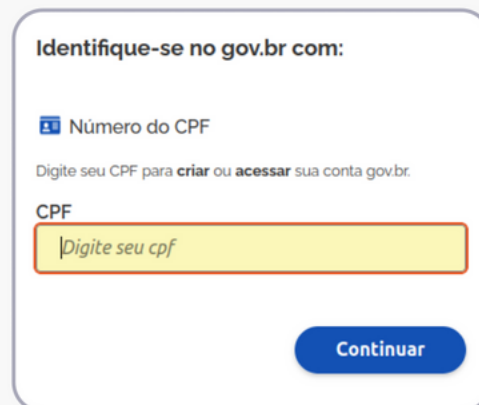 Identifique-se no gov.br com:
Número do CPF
Digite seu CPF para criar ou acessar sua conta gov.br.
CPF
Digite seu cpf
Continuar